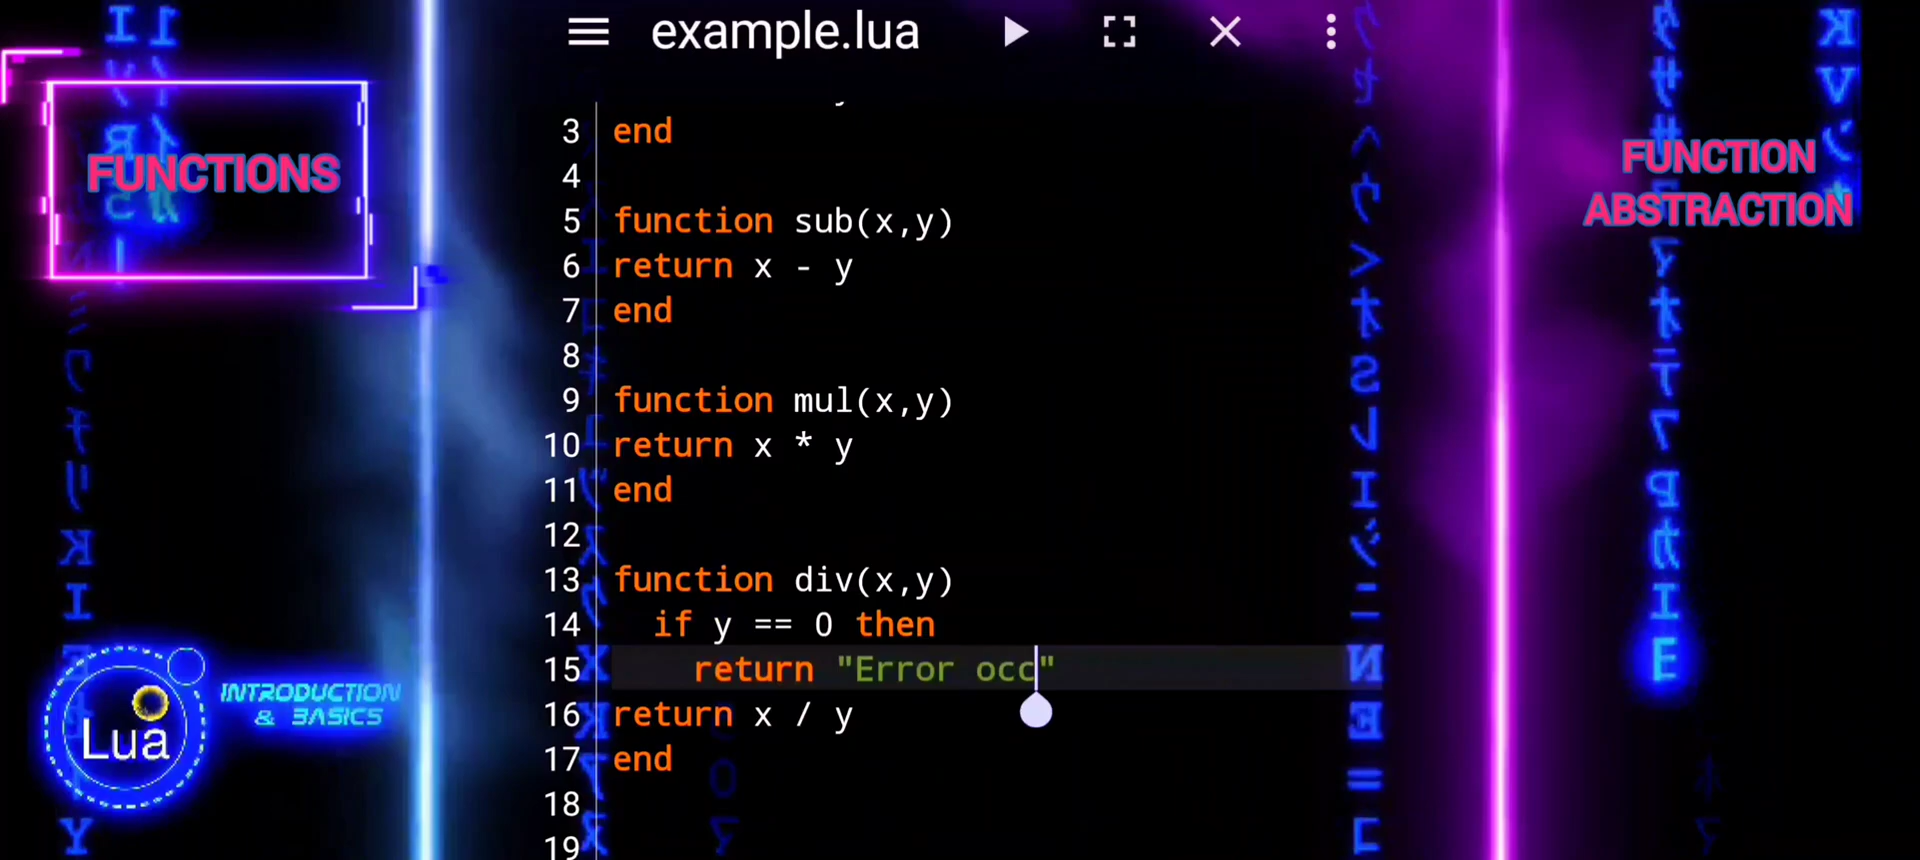 FUNCTIONS
example.lua
3 end
4
5 function sub(x,y)
6 return x - y
7 end
8
9 function mul(x,y)
10 return x * y
11 end
12
13 function div(x,y)
14 if y == 0 then
15 return "Error occ"
16 return x / y
17 end
18
19
FUNCTION
ABSTRACTION
Lua
INTRODUCTION
& BASICS